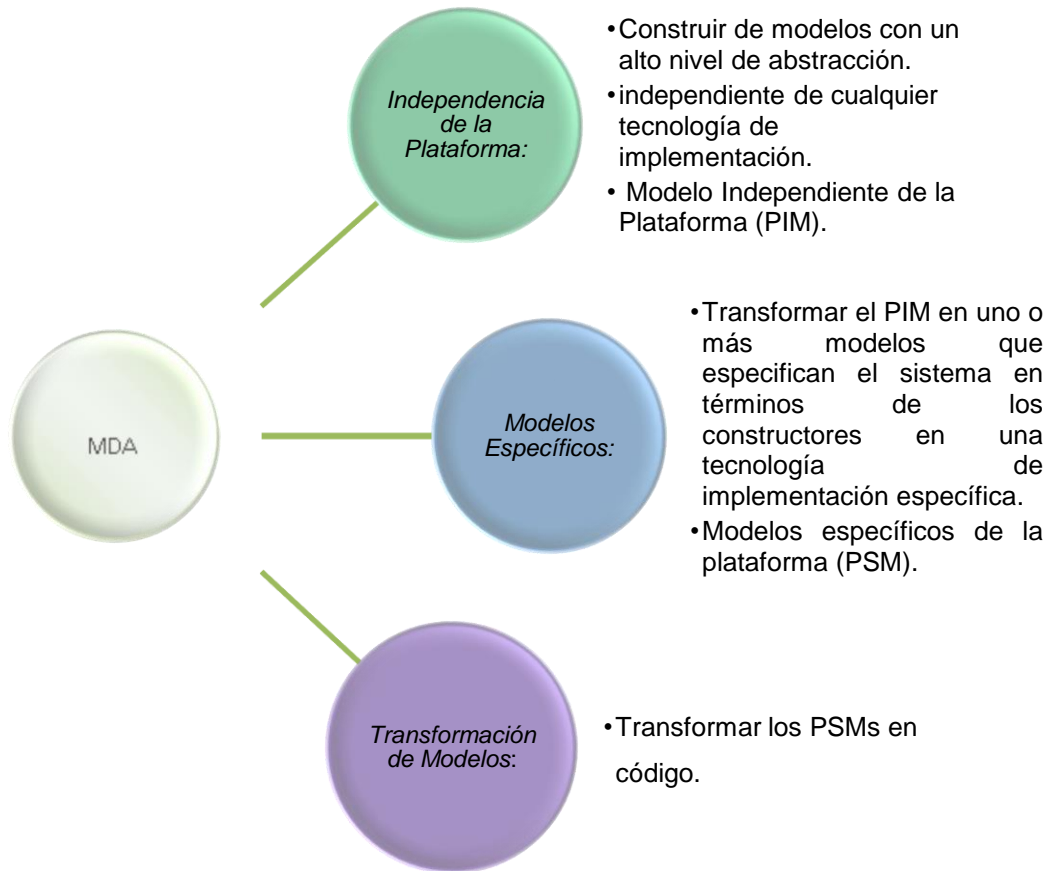 Independencia
de la
Plataforma:
•Construir de modelos con un
alto nivel de abstracción.
•independiente de cualquier
tecnología de
implementación.
• Modelo Independiente de la
Plataforma (PIM).
MDA
Modelos
Específicos:
•Transformar el PIM en uno o
más modelos que
especifican el sistema en
términos de los
constructores en una
tecnología de
implementación específica.
•Modelos específicos de la
plataforma (PSM).
Transformación
de Modelos:
•Transformar los PSMs en
código.